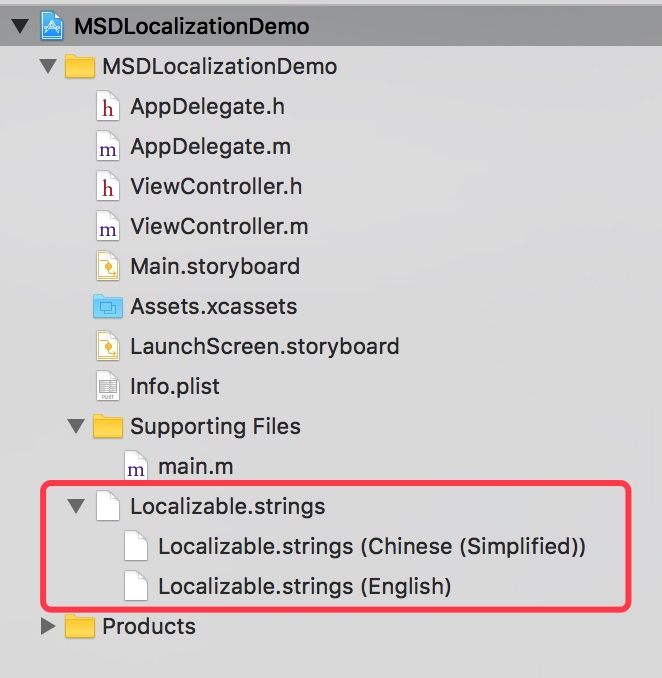 MSDLocalizationDemo
MSDLocalizationDemo
h AppDelegate.h
m AppDelegate.m
h ViewController.h
m ViewController.m
Main.storyboard
Assets.xcassets
LaunchScreen.storyboard
PLIST Info.plist
Supporting Files
m main.m
Localizable.strings
Localizable.strings (Chinese (Simplified))
Localizable.strings (English)
Products